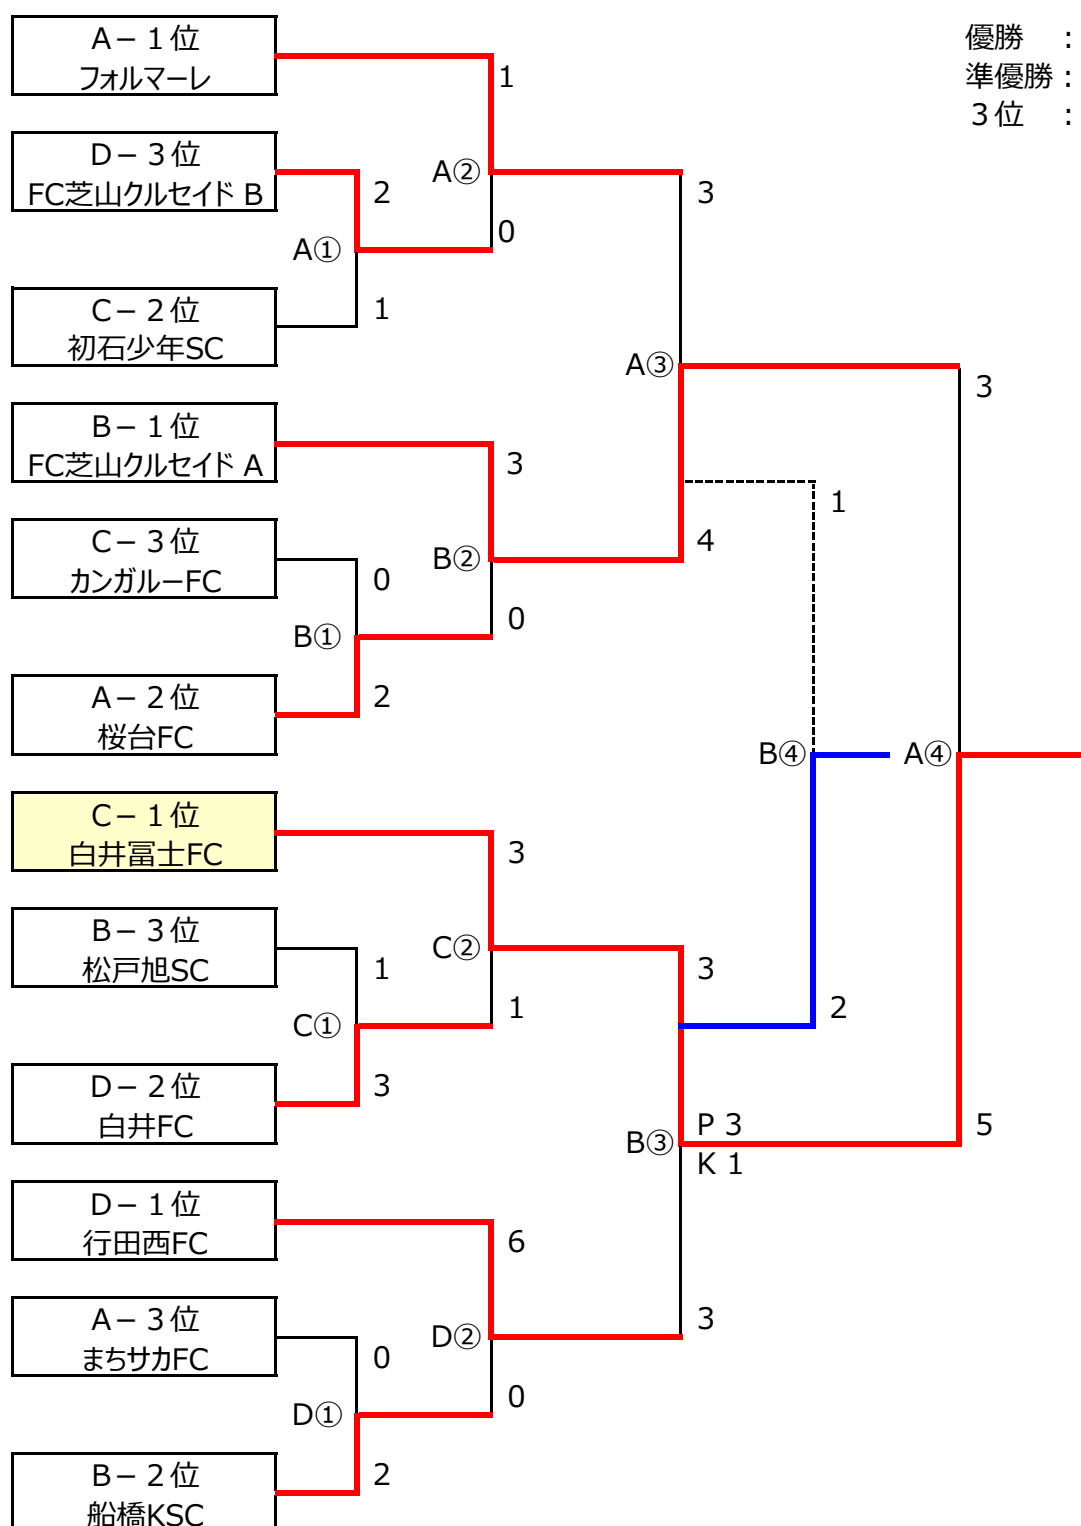 A－１位
フォルマーレ
優勝　：
準優勝：
３位　：
1
D－３位
FC芝山クルセイド B
A②
2
3
0
A①
C－２位
初石少年SC
1
A③
3
B－１位
FC芝山クルセイド A
3
1
C－３位
カンガルーFC
B②
4
0
0
B①
A－２位
桜台FC
2
B④
A④
C－１位
白井冨士FC
3
B－３位
松戸旭SC
C②
1
3
1
2
C①
D－２位
白井FC
3
B③
P 3
K 1
5
D－１位
行田西FC
6
A－３位
まちサカFC
D②
3
0
0
D①
B－２位
船橋KSC
2